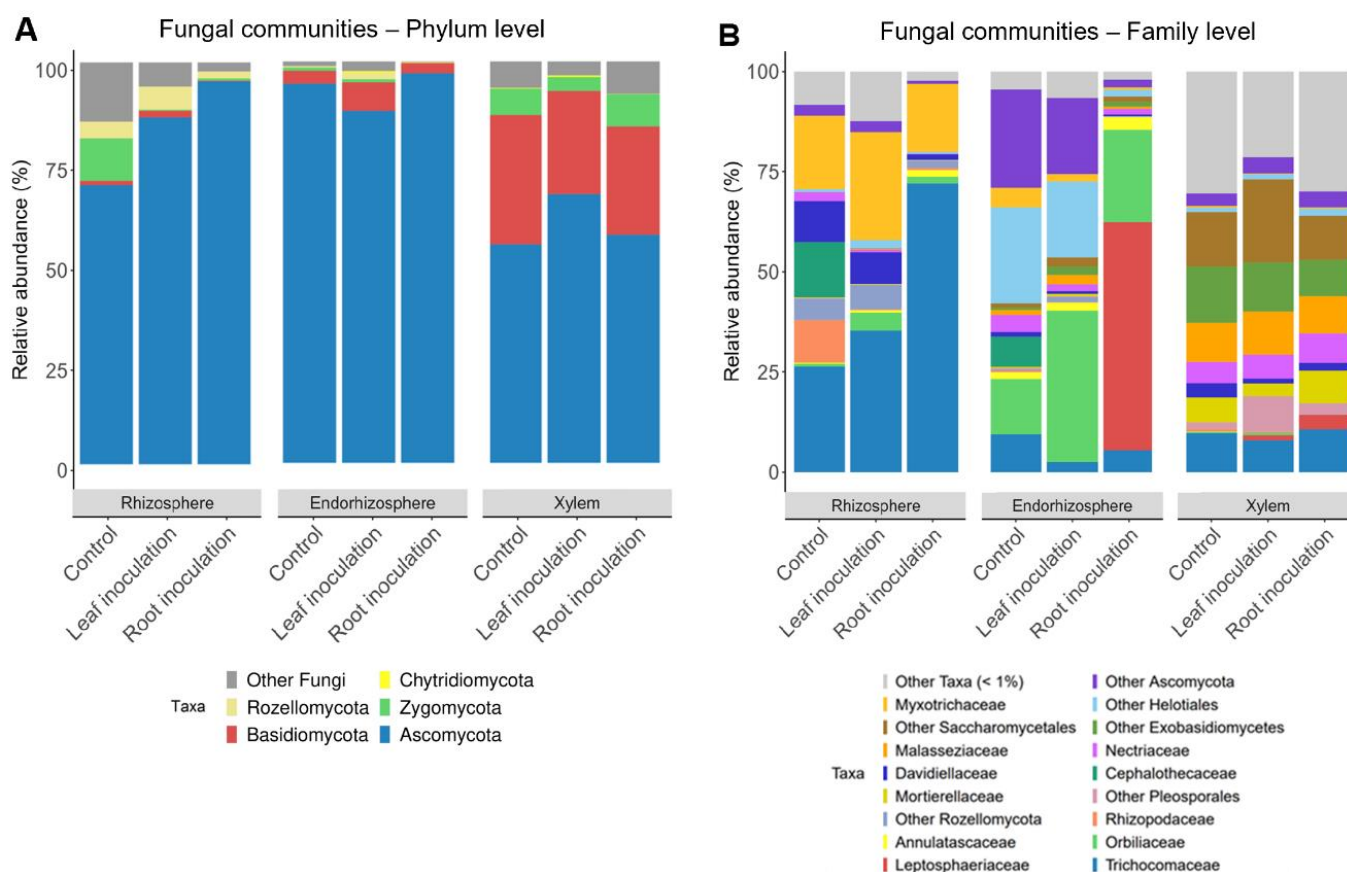 A
Fungal communities – Phylum level
Relative abundance (%)
100
75
50
25
0
Rhizosphere
Endorhizosphere
Xylem
Control
Leaf inoculation
Root inoculation
Control
Leaf inoculation
Root inoculation
Control
Leaf inoculation
Root inoculation
Taxa
Other Fungi
Chytridiomycota
Rozellomycota
Zygomycota
Basidiomycota
Ascomycota
B
Fungal communities – Family level
Relative abundance (%)
100
75
50
25
0
Rhizosphere
Endorhizosphere
Xylem
Control
Leaf inoculation
Root inoculation
Control
Leaf inoculation
Root inoculation
Control
Leaf inoculation
Root inoculation
Taxa
Other Taxa (< 1%)
Other Ascomycota
Myxotrichaceae
Other Helotiales
Other Saccharomycetales
Other Exobasidiomycetes
Malasseziaceae
Nectriaceae
Davidiellaceae
Cephalothecaceae
Mortierellaceae
Other Pleosporales
Other Rozellomycota
Rhizopodaceae
Annulatascaceae
Orbiliaceae
Leptosphaeriaceae
Trichocomaceae